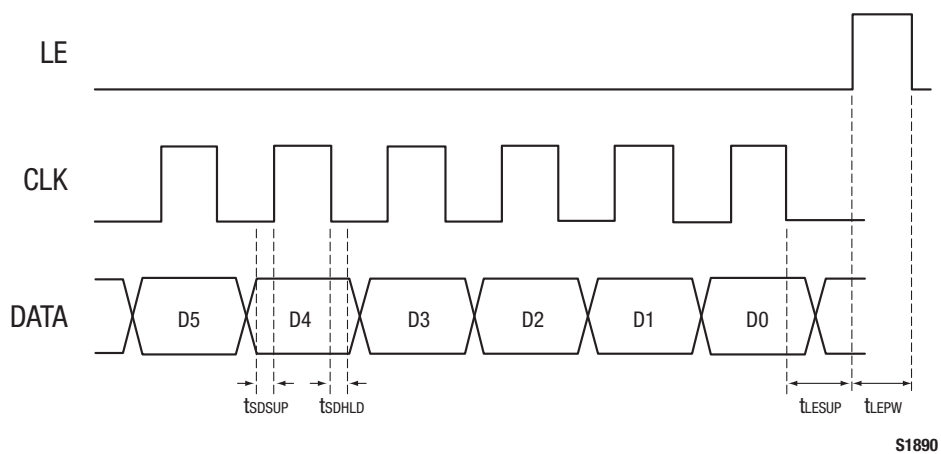 LE
CLK
DATA
D5 D4 D3 D2 D1 D0
tSDSUP tSDHLD tLESUP tLEPW
S1890